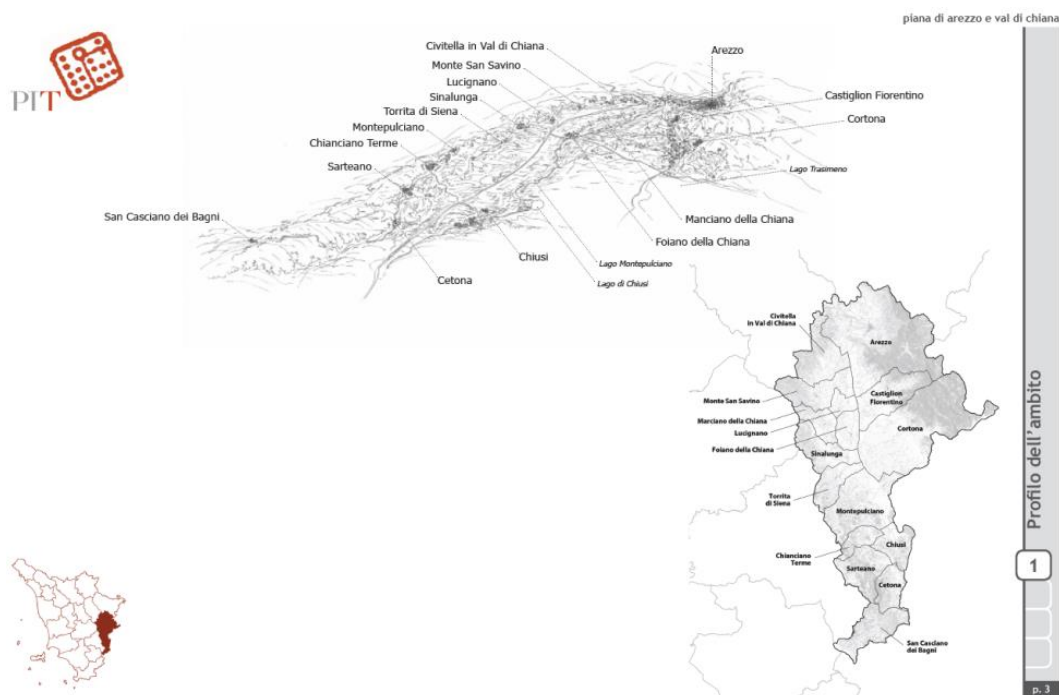 piana di arezzo e val di chiana
PIT
Civitella in Val di Chiana
Monte San Savino
Lucignano
Sinalunga
Torrita di Siena
Montepulciano
Chianciano Terme
Sarteano
San Casciano dei Bagni
Arezzo
Castiglion Fiorentino
Cortona
Lago Trasimeno
Manciano della Chiana
Foiano della Chiana
Chiusi
Lago Montepulciano
Lago di Chiusi
Cetona
Civitella
in Val di Chiana
Arezzo
Monte San Savino
Castiglion
Fiorentino
Marciano della Chiana
Lucignano
Cortona
Foiano della Chiana
Sinalunga
Torrita
di Siena
Montepulciano
Chiusi
Chianciano
Terme
Sarteano
Cetona
San Casciano
dei Bagni
Profilo dell'ambito
1
p. 3